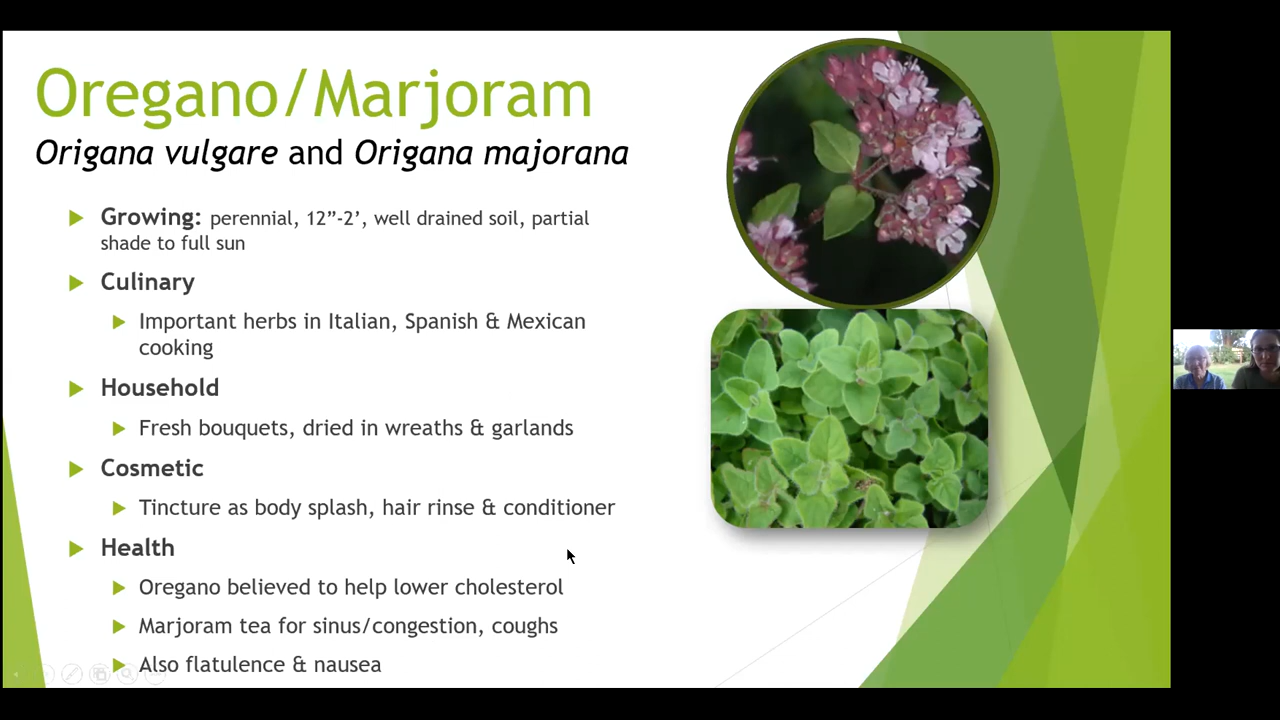 Oregano/Marjoram
Origana vulgare and Origana majorana
Growing: perennial, 12”-2’, well drained soil, partial
shade to full sun
Culinary
Important herbs in Italian, Spanish & Mexican
cooking
Household
Fresh bouquets, dried in wreaths & garlands
Cosmetic
Tincture as body splash, hair rinse & conditioner
Health
Oregano believed to help lower cholesterol
Marjoram tea for sinus/congestion, coughs
Also flatulence & nausea